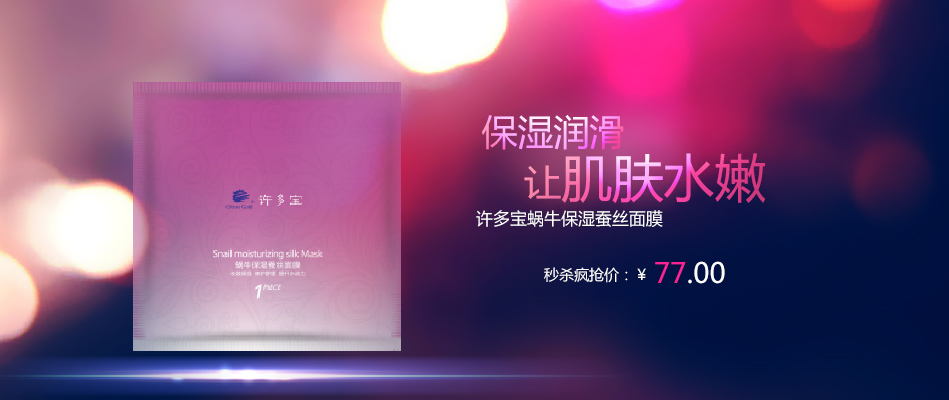 保湿润滑
让肌肤水嫩
许多宝蜗牛保湿蚕丝面膜
秒杀疯抢价：¥ 77.00
许多宝
Snail moisturizing silk Mask
蜗牛保湿蚕丝面膜
1 PIECE